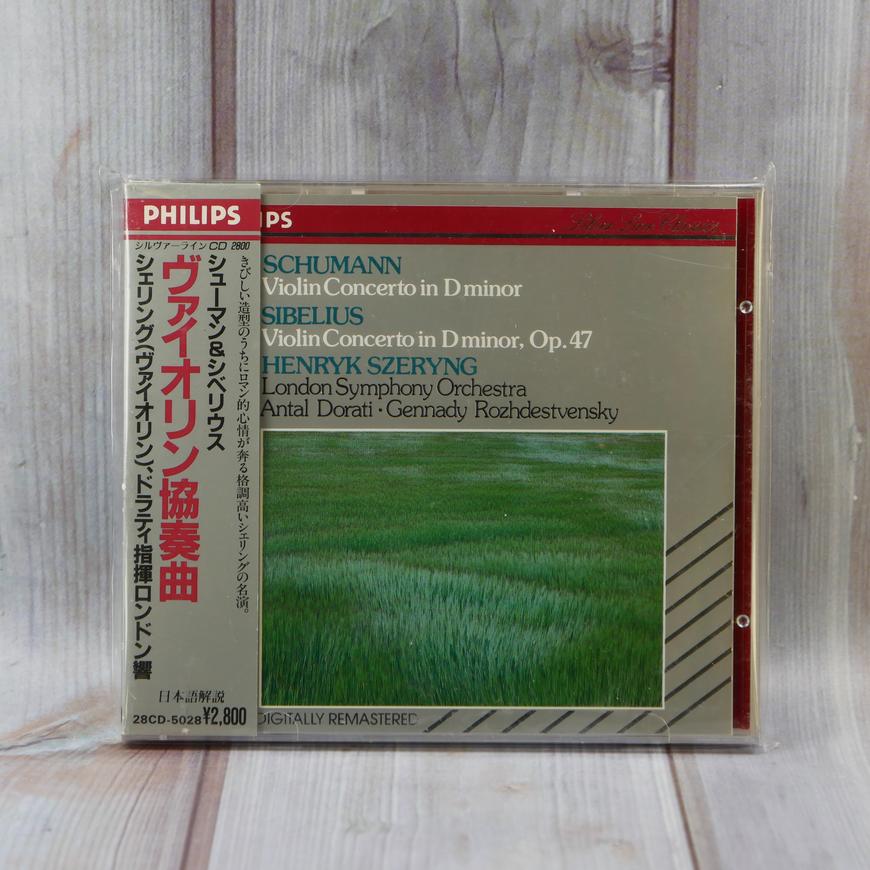 PHILIPS
シルヴァーライン CD 2800
きびしい造型のうちにロマン的心情が奔る格調高いシェリングの名演。
シューマン&シベリウス
ヴァイオリン協奏曲
シェリング(ヴァイオリン)、ドラティ指揮ロンドン響
日本語解説
28CD-5028 ¥2,800
IPS
Silver Line Classics
SCHUMANN
Violin Concerto in D minor
SIBELIUS
Violin Concerto in D minor, Op. 47
HENRYK SZERYNG
London Symphony Orchestra
Antal Dorati · Gennady Rozhdestvensky
DIGITALLY REMASTERED